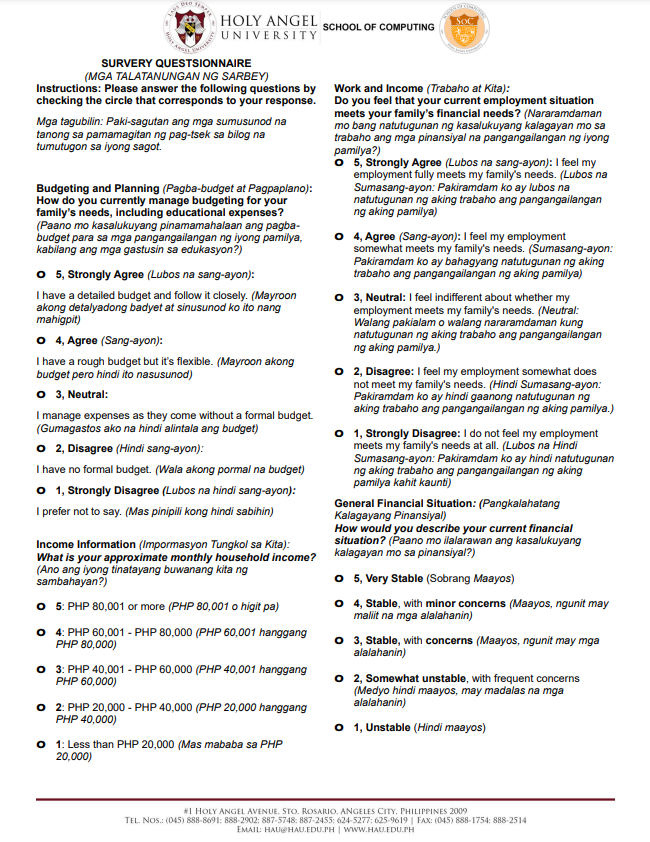 HOLY ANGEL
UNIVERSITY
SCHOOL OF COMPUTING
SURVERY QUESTSIONNAIRE
(MGA TALATANUNGAN NG SARBEY)
Instructions: Please answer the following questions by
checking the circle that corresponds to your response.
Mga tagubilin: Paki-sagutan ang mga sumusunod na
tanong sa pamamagitan ng pag-tsek sa bilog na
tumutugon sa iyong sagot.
Budgeting and Planning (Pagba-budget at Pagpaplano):
How do you currently manage budgeting for your
family's needs, including educational expenses?
(Paano mo kasalukuyang pinamamahalaan ang pagba-
budget para sa mga pangangailangan ng iyong pamilya,
kabilang ang mga gastusin sa edukasyon?)
O 5, Strongly Agree (Lubos na sang-ayon):
I have a detailed budget and follow it closely. (Mayroon
akong detalyadong badyet at sinusunod ko ito nang
mahigpit)
O 4, Agree (Sang-ayon):
I have a rough budget but it's flexible. (Mayroon akong
budget pero hindi ito nasusunod)
O 3, Neutral:
I manage expenses as they come without a formal budget.
(Gumagastos ako na hindi alintala ang budget)
O 2, Disagree (Hindi sang-ayon):
I have no formal budget. (Wala akong pormal na budget)
O 1, Strongly Disagree (Lubos na hindi sang-ayon):
I prefer not to say. (Mas pinipili kong hindi sabihin)
Income Information (Impormasyon Tungkol sa Kita):
What is your approximate monthly household income?
(Ano ang iyong tinatayang buwanang kita ng
sambahayan?)
O 5: PHP 80,001 or more (PHP 80,001 o higit pa)
O 4: PHP 60,001 - PHP 80,000 (PHP 60,001 hanggang
PHP 80,000)
O 3: PHP 40,001 - PHP 60,000 (PHP 40,001 hanggang
PHP 60,000)
O 2: PHP 20,000 - PHP 40,000 (PHP 20,000 hanggang
PHP 40,000)
O 1: Less than PHP 20,000 (Mas mababa sa PHP
20,000)
Work and Income (Trabaho at Kita):
Do you feel that your current employment situation
meets your family's financial needs? (Nararamdaman
mo bang natutugunan ng kasalukuyang kalagayan mo sa
trabaho ang mga pinansiyal na pangangailangan ng iyong
pamilya?)
O 5, Strongly Agree (Lubos na sang-ayon): I feel my
employment fully meets my family's needs. (Lubos na
Sumasang-ayon: Pakiramdam ko ay lubos na
natutugunan ng aking trabaho ang pangangailangan
ng aking pamilya)
O 4, Agree (Sang-ayon): I feel my employment
somewhat meets my family's needs. (Sumasang-ayon:
Pakiramdam ko ay bahagyang natutugunan ng aking
trabaho ang pangangailangan ng aking pamilya)
O 3, Neutral: I feel indifferent about whether my
employment meets my family's needs. (Neutral:
Walang pakialam o walang nararamdaman kung
natutugunan ng aking trabaho ang pangangailangan
ng aking pamilya.)
O 2, Disagree: I feel my employment somewhat does
not meet my family's needs. (Hindi Sumasang-ayon:
Pakiramdam ko ay hindi gaanong natutugunan ng
aking trabaho ang pangangailangan ng aking pamilya.)
O 1, Strongly Disagree: I do not feel my employment
meets my family's needs at all. (Lubos na Hindi
Sumasang-ayon: Pakiramdam ko ay hindi natutugunan
ng aking trabaho ang pangangailangan ng aking
pamilya kahit kaunti)
General Financial Situation: (Pangkalahatang
Kalagayang Pinansiyal)
How would you describe your current financial
situation? (Paano mo ilalarawan ang kasalukuyang
kalagayan mo sa pinansiyal?)
O 5, Very Stable (Sobrang Maayos)
O 4, Stable, with minor concerns (Maayos, ngunit may
maliit na mga alalahanin)
O 3, Stable, with concerns (Maayos, ngunit may mga
alalahanin)
O 2, Somewhat unstable, with frequent concerns
(Medyo hindi maayos, may madalas na mga
alalahanin)
O 1, Unstable (Hindi maayos)
#1 Holy Angel Avenue, Sto. Rosario, Angeles City, Philippines 2009
Tel. Nos.: (045) 888-8691; 888-2902; 887-5748; 887-2455; 624-5277; 625-9619 | Fax: (045) 888-1754; 888-2514
Email: hau@hau.edu.ph | www.hau.edu.ph